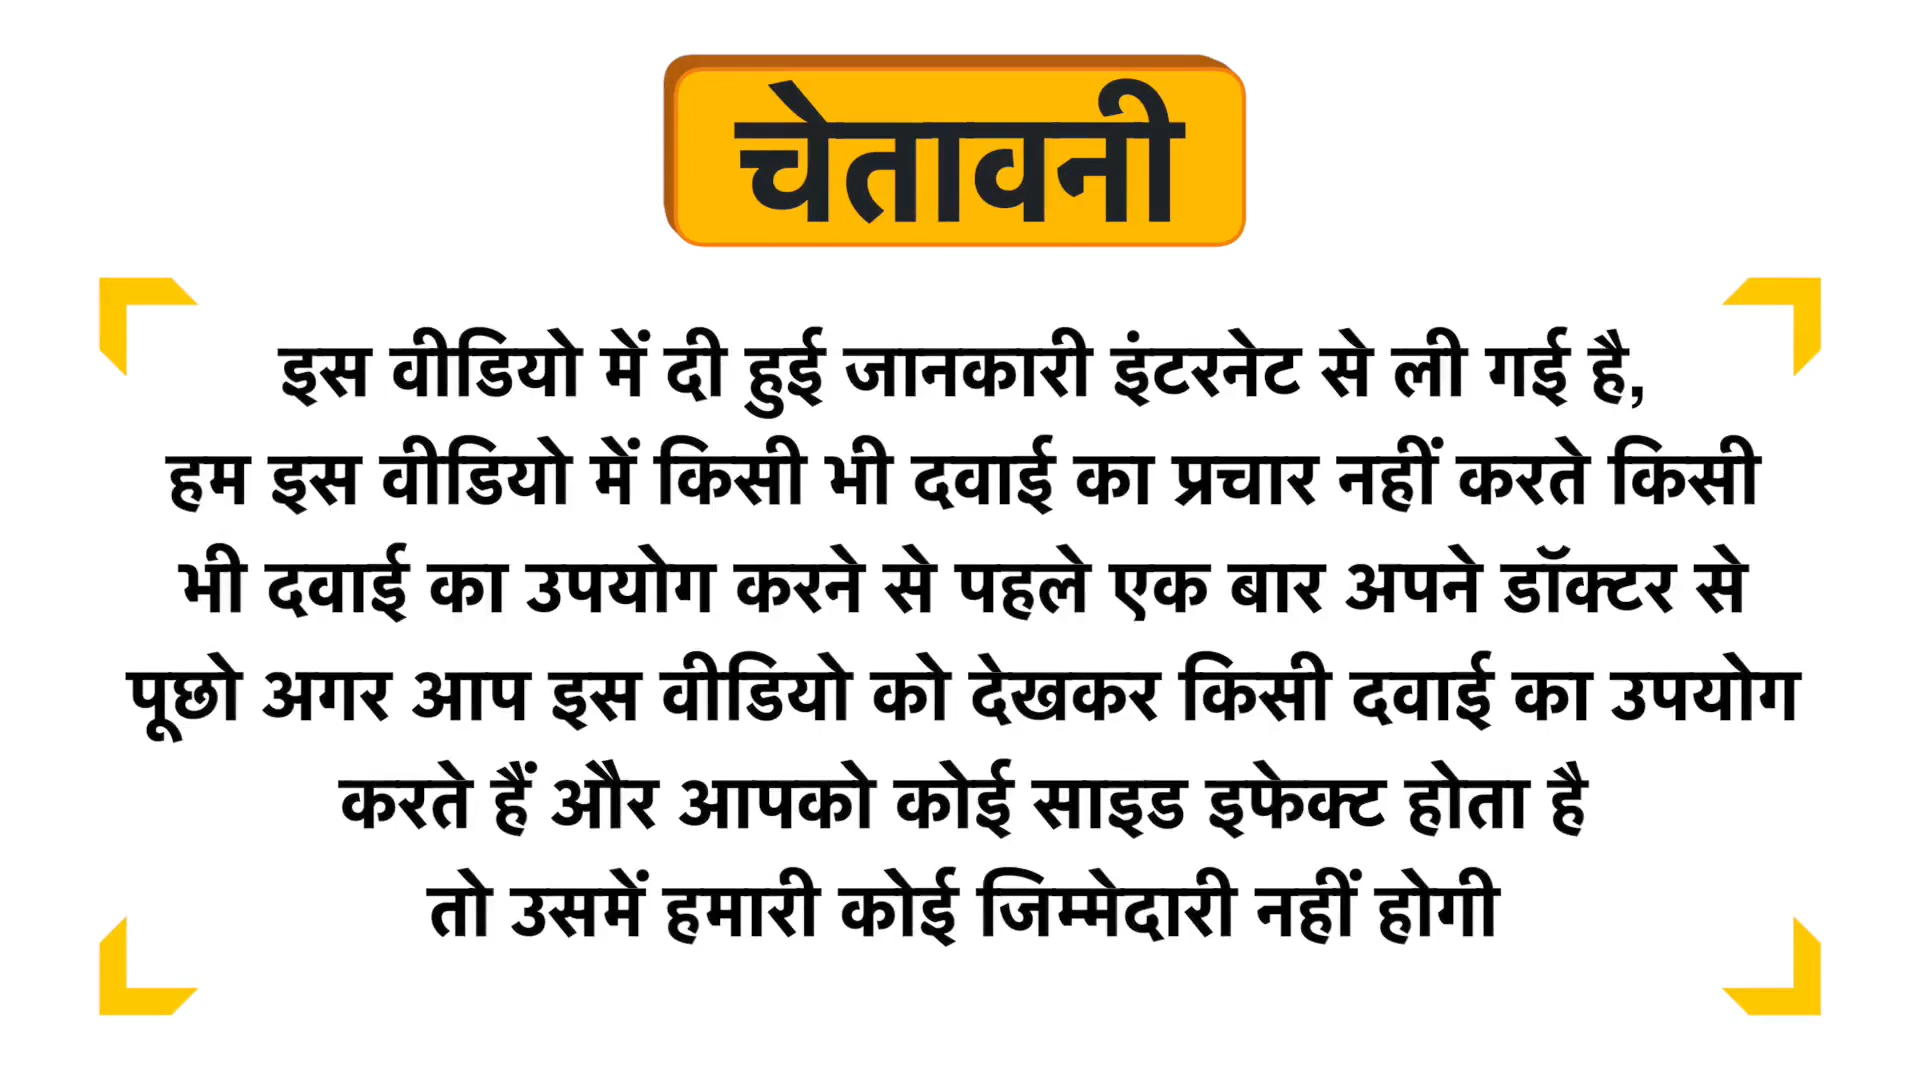 चेतावनी
इस वीडियो में दी हुई जानकारी इंटरनेट से ली गई है,
हम इस वीडियो में किसी भी दवाई का प्रचार नहीं करते किसी
भी दवाई का उपयोग करने से पहले एक बार अपने डॉक्टर से
पूछो अगर आप इस वीडियो को देखकर किसी दवाई का उपयोग
करते हैं और आपको कोई साइड इफेक्ट होता है
तो उसमें हमारी कोई जिम्मेदारी नहीं होगी